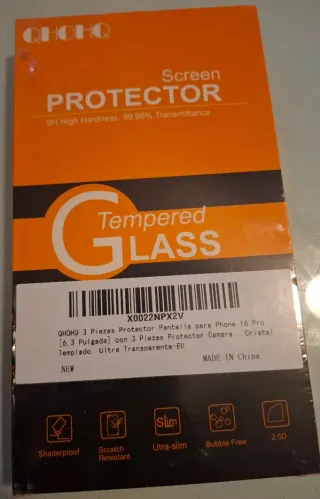 QHOHQ
Screen
PROTECTOR
9H High Hardness, 99.99% Transmittance
Tempered
GLASS
X0022NPX2V
QHOHQ 3 Piezas Protector Pantalla para Phone 16 Pro
[6.3 Pulgada] con 3 Piezas Protector Camara , Cristal
Templado, Ultra Transparente-EU
NEW MADE IN China
Shatterproof
Scratch
Resistant
Slim
Utra-slim
Bubble Free
2.5D